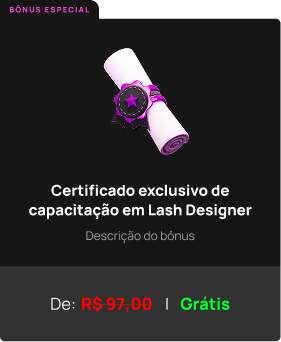 BÔNUS ESPECIAL
Certificado exclusivo de
capacitação em Lash Designer
Descrição do bônus
De: R$ 97,00 | Grátis